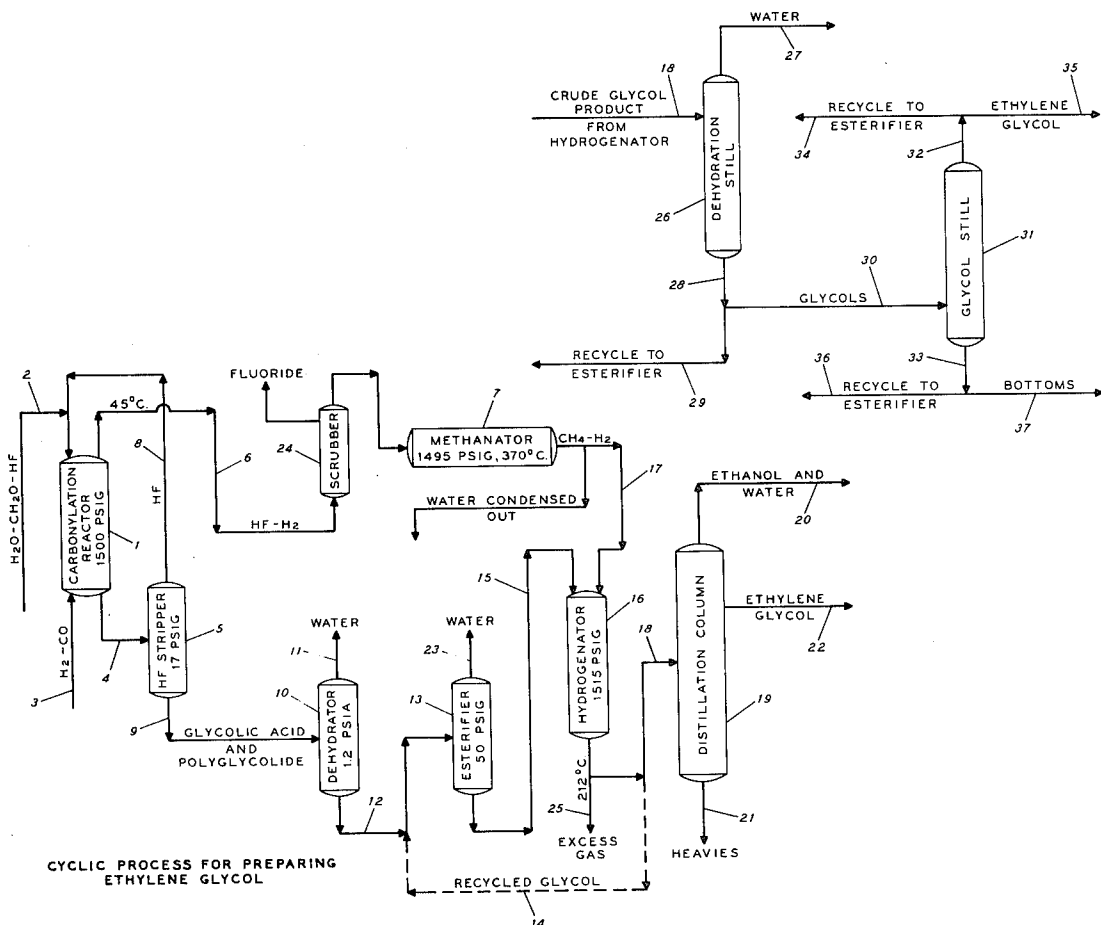 WATER
27
18
CRUDE GLYCOL
PRODUCT
FROM
HYDROGENATOR
DEHYDRATION
STILL
26
28
35
RECYCLE TO
ESTERIFIER
34
ETHYLENE
GLYCOL
32
GLYCOL STILL
31
GLYCOLS
30
33
RECYCLE TO
ESTERIFIER
29
36
RECYCLE TO
ESTERIFIER
BOTTOMS
37
2
45°C.
8
HF
6
H2O-CH2O-HF
CARBONYLATION
REACTOR
1500 PSIG
1
H2-CO
3
4
HF STRIPPER
17 PSIG
5
9
FLUORIDE
SCRUBBER
24
HF-H2
7
METHANATOR
1495 PSIG, 370°C.
CH4-H2
17
WATER CONDENSED
OUT
GLYCOLIC ACID
AND
POLYGLYCOLIDE
WATER
11
10
DEHYDRATOR
1.2 PSIA
12
WATER
23
13
ESTERIFIER
50 PSIG
15
16
HYDROGENATOR
1515 PSIG
212°C.
25
EXCESS
GAS
18
ETHANOL AND
WATER
20
DISTILLATION COLUMN
ETHYLENE
GLYCOL
22
19
21
HEAVIES
RECYCLED GLYCOL
14
CYCLIC PROCESS FOR PREPARING
ETHYLENE GLYCOL